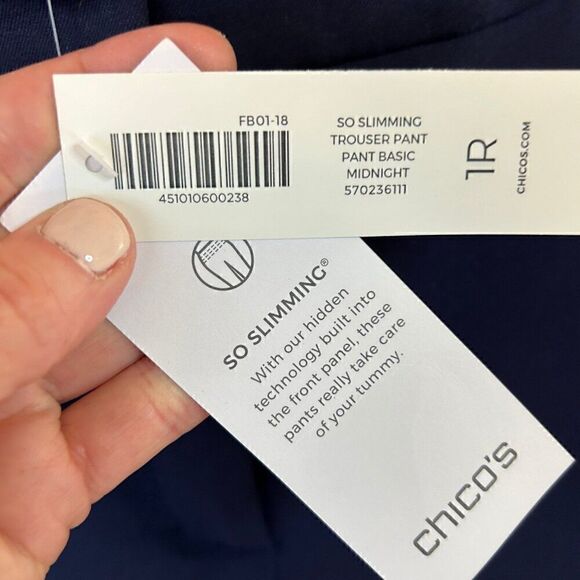 FB01-18
451010600238
SO SLIMMING
TROUSER PANT
PANT BASIC
MIDNIGHT
570236111
1R
CHICOS.COM
SO SLIMMING®
With our hidden
technology built into
the front panel, these
pants really take care
of your tummy.
chico's